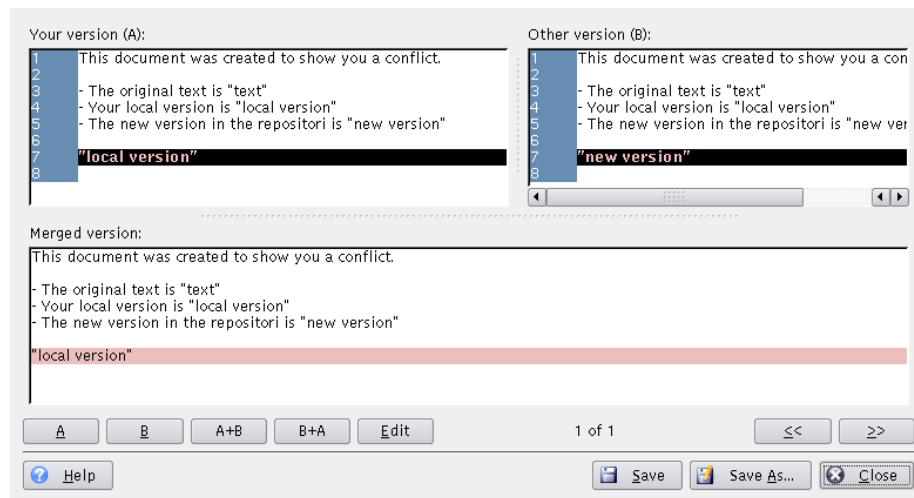 Your version (A):
1 This document was created to show you a conflict.
2
3 - The original text is "text"
4 - Your local version is "local version"
5 - The new version in the repositori is "new version"
6
7 "local version"
8
Other version (B):
1 This document was created to show you a con
2
3 - The original text is "text"
4 - Your local version is "local version"
5 - The new version in the repositori is "new ver
6
7 "new version"
8
Merged version:
This document was created to show you a conflict.
- The original text is "text"
- Your local version is "local version"
- The new version in the repositori is "new version"
"local version"
A B A+B B+A Edit 1 of 1 << >>
Help Save Save As... Close